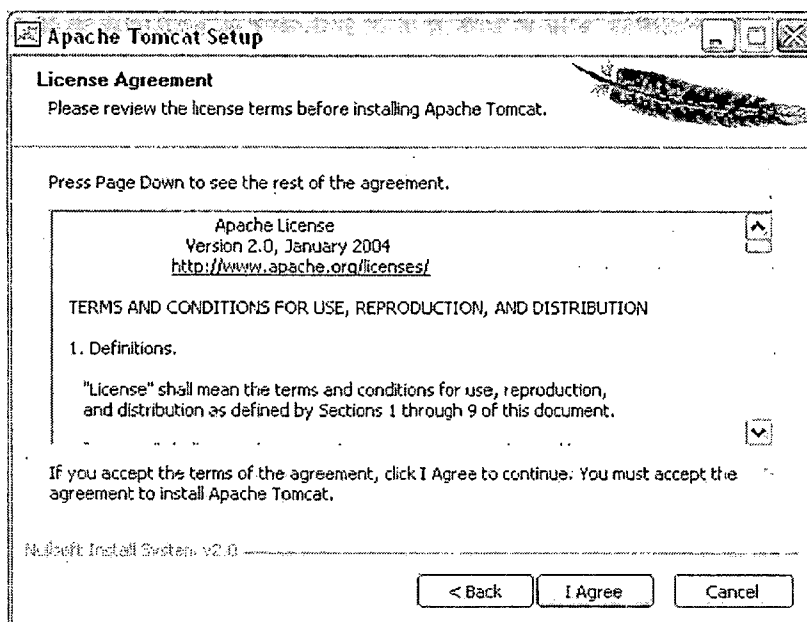 Apache Tomcat Setup
License Agreement
Please review the license terms before installing Apache Tomcat.
Press Page Down to see the rest of the agreement.
Apache License
Version 2.0, January 2004
http://www.apache.org/licenses/
TERMS AND CONDITIONS FOR USE, REPRODUCTION, AND DISTRIBUTION
1. Definitions.
"License" shall mean the terms and conditions for use, reproduction,
and distribution as defined by Sections 1 through 9 of this document.
If you accept the terms of the agreement, click I Agree to continue. You must accept the
agreement to install Apache Tomcat.
Nullsoft Install System v2.0
< Back
I Agree
Cancel